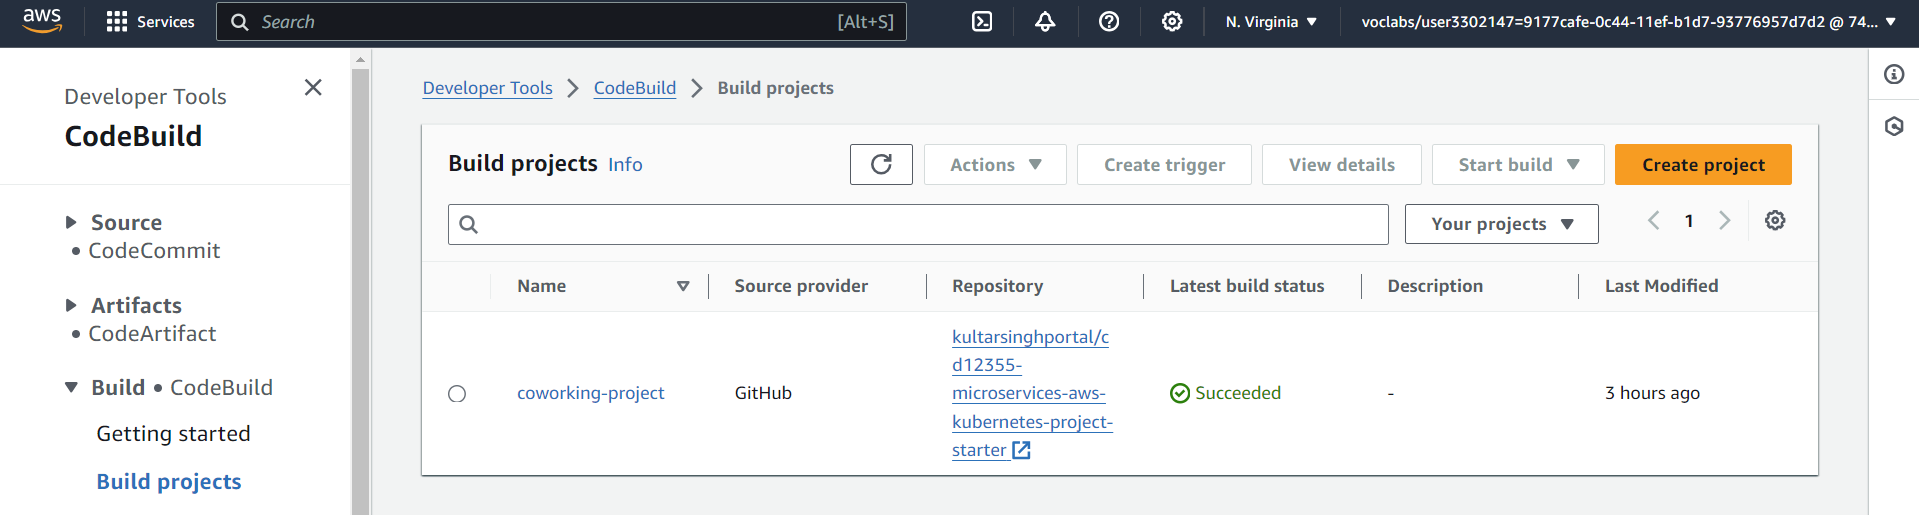 aws
Services
Search
[Alt+S]
N. Virginia
voclabs/user3302147=9177cafe-0c44-11ef-b1d7-93776957d7d2 @ 74...
Developer Tools
CodeBuild
Source
• CodeCommit
Artifacts
• CodeArtifact
Build • CodeBuild
Getting started
Build projects
Developer Tools
CodeBuild
Build projects
Build projects Info
Actions
Create trigger
View details
Start build
Create project
Your projects
1
Name
Source provider
Repository
Latest build status
Description
Last Modified
coworking-project
GitHub
kultarsinghportal/c
d12355-
microservices-aws-
kubernetes-project-
starter
Succeeded
-
3 hours ago